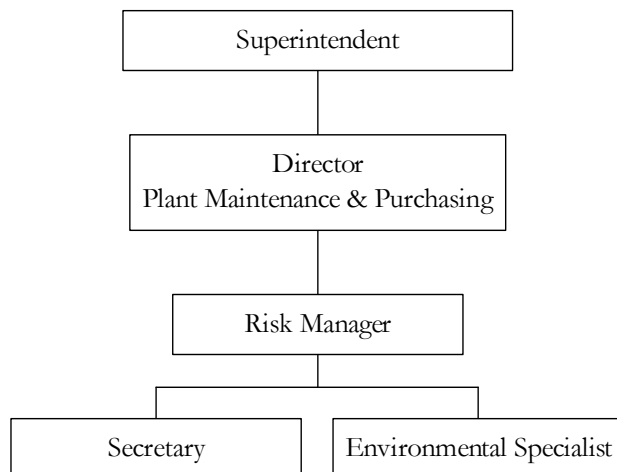 Superintendent
Director
Plant Maintenance & Purchasing
Risk Manager
Secretary
Environmental Specialist